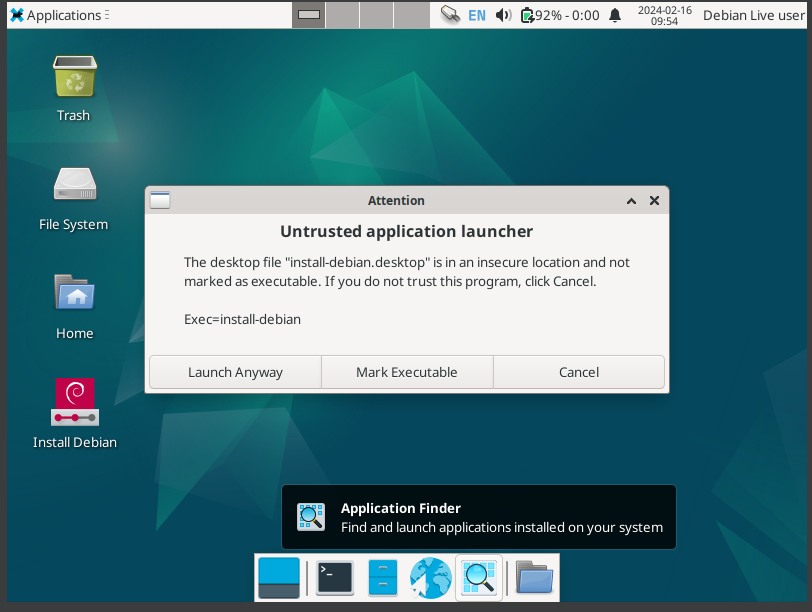 Applications
EN
92% - 0:00
2024-02-16
09:54
Debian Live user
Trash
File System
Home
Install Debian
Attention
Untrusted application launcher
The desktop file "install-debian.desktop" is in an insecure location and not
marked as executable. If you do not trust this program, click Cancel.
Exec=install-debian
Launch Anyway
Mark Executable
Cancel
Application Finder
Find and launch applications installed on your system
>_